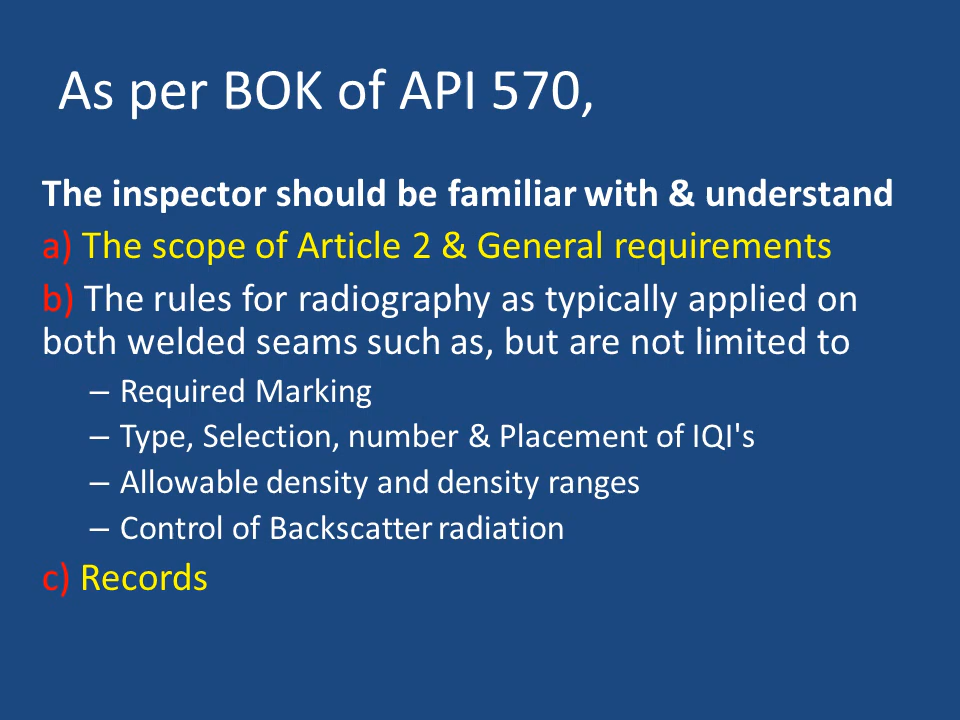 As per BOK of API 570,
The inspector should be familiar with & understand
a) The scope of Article 2 & General requirements
b) The rules for radiography as typically applied on
both welded seams such as, but are not limited to
– Required Marking
– Type, Selection, number & Placement of IQI's
– Allowable density and density ranges
– Control of Backscatter radiation
c) Records